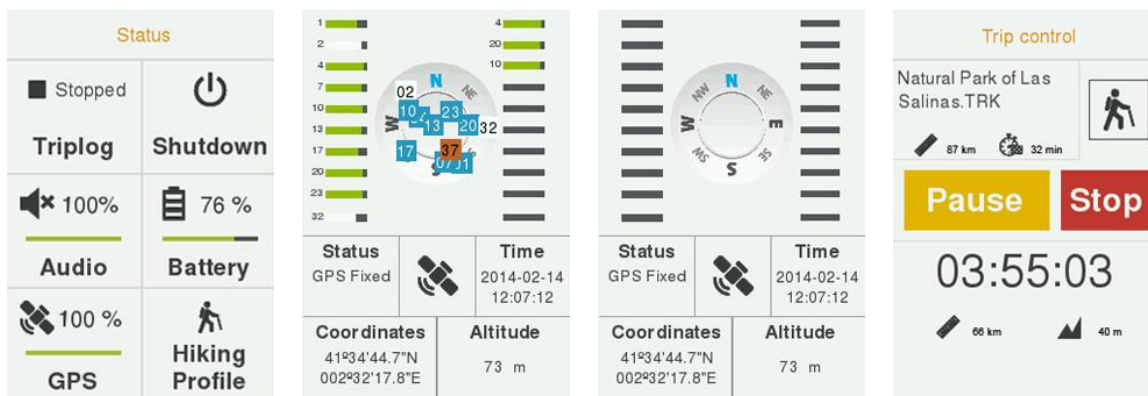 Status
Stopped
Triplog
Shutdown
100%
76 %
Audio
Battery
100 %
GPS
Hiking
Profile
1
2
4
7
10
13
17
20
23
32
4
20
10
N
NE
W
S
02
10
13
23
20
32
17
37
07
01
Status
GPS Fixed
Time
2014-02-14
12:07:12
Coordinates
41º34'44.7"N
002º32'17.8"E
Altitude
73 m
N
NW
NE
W
E
SW
SE
S
Status
GPS Fixed
Time
2014-02-14
12:07:12
Coordinates
41º34'44.7"N
002º32'17.8"E
Altitude
73 m
Trip control
Natural Park of Las
Salinas.TRK
87 km
32 min
Pause
Stop
03:55:03
66 km
40 m